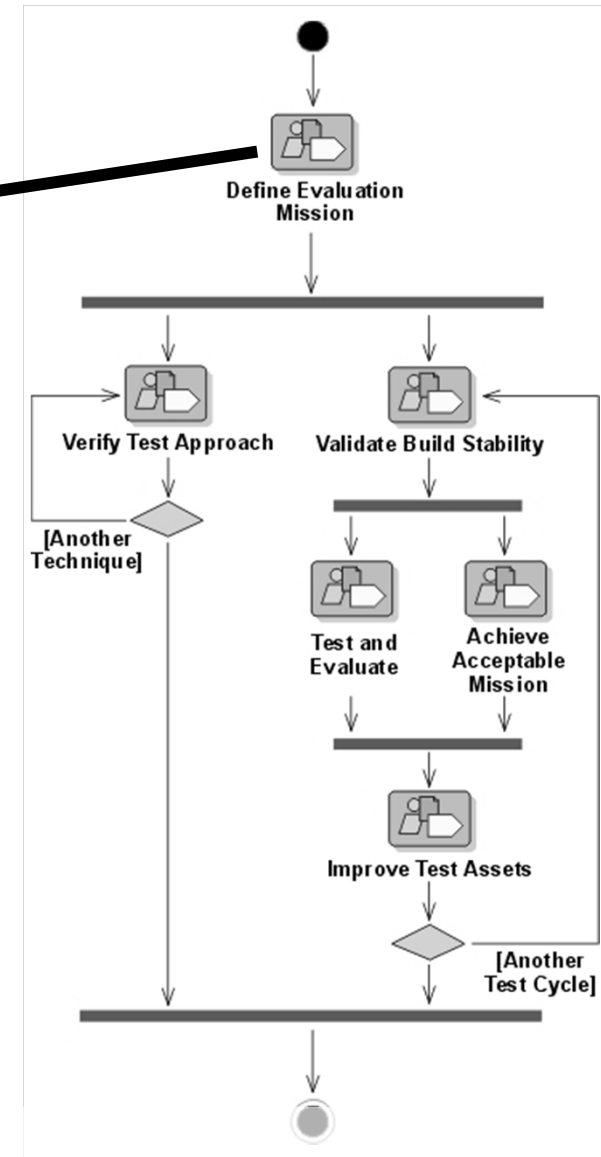 Define Evaluation
Mission
Verify Test Approach
Validate Build Stability
[Another
Technique]
Test and
Evaluate
Achieve
Acceptable
Mission
Improve Test Assets
[Another
Test Cycle]